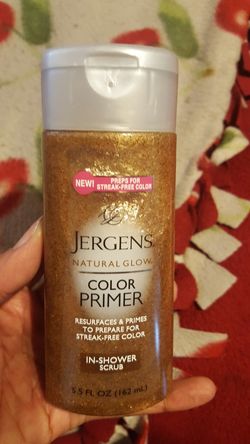 NEW!
PREPS FOR
STREAK-FREE COLOR
JERGENS
NATURAL GLOW
COLOR
PRIMER
RESURFACES & PRIMES
TO PREPARE FOR
STREAK-FREE COLOR
IN-SHOWER
SCRUB
5.5 FL OZ (162 mL)